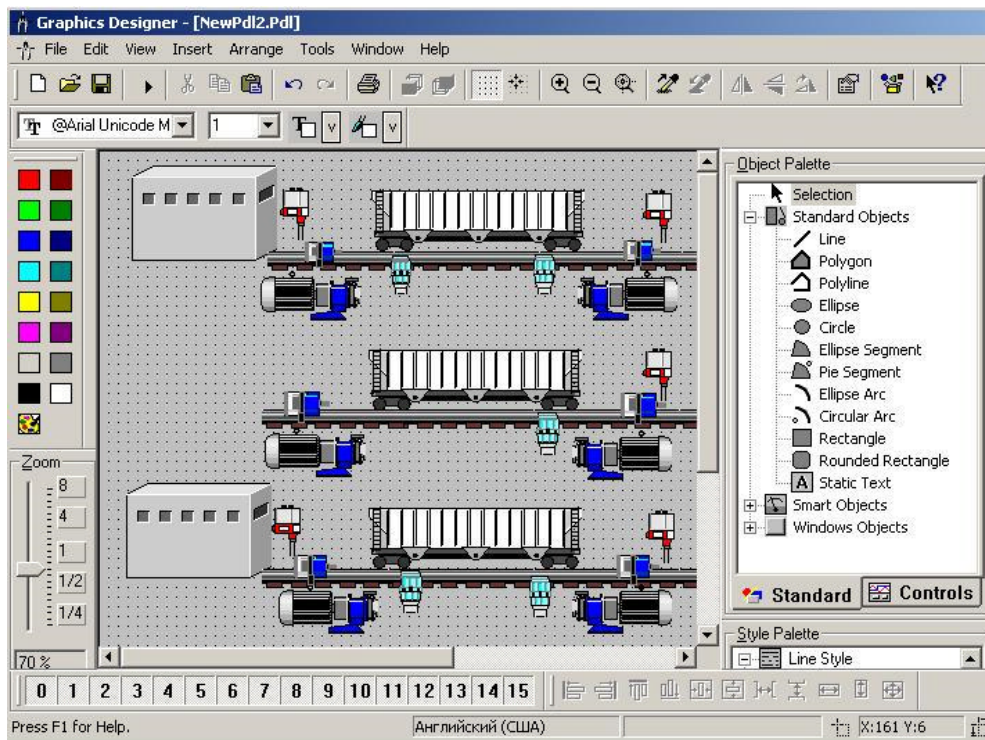 Graphics Designer - [NewPdl2.Pdl]
File Edit View Insert Arrange Tools Window Help
@Arial Unicode M 1
Object Palette
Selection
Standard Objects
Line
Polygon
Polyline
Ellipse
Circle
Ellipse Segment
Pie Segment
Ellipse Arc
Circular Arc
Rectangle
Rounded Rectangle
A Static Text
Smart Objects
Windows Objects
Standard Controls
Style Palette
Line Style
Zoom
8
4
1
1/2
1/4
70 %
0 1 2 3 4 5 6 7 8 9 10 11 12 13 14 15
Press F1 for Help. Английский (США) X:161 Y:6